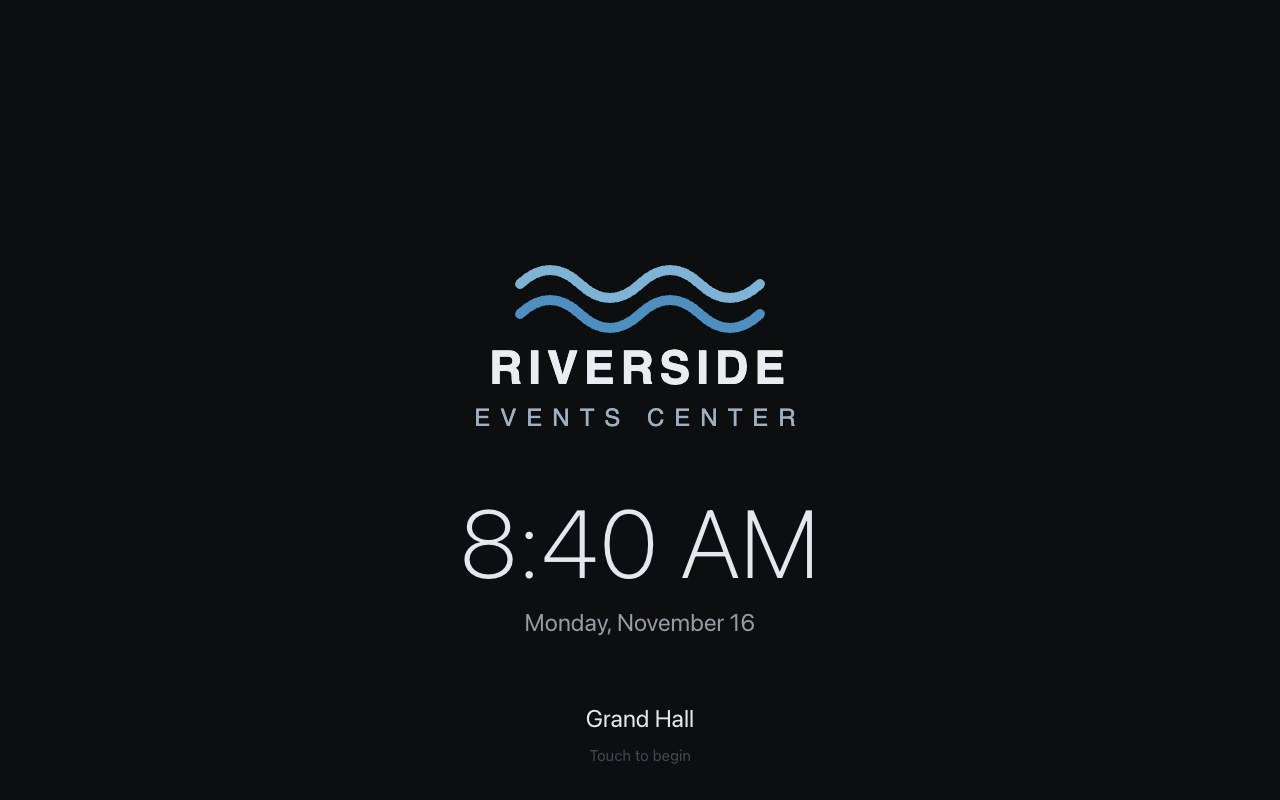 RIVERSIDE
EVENTS CENTER
8:40 AM
Monday, November 16
Grand Hall
Touch to begin